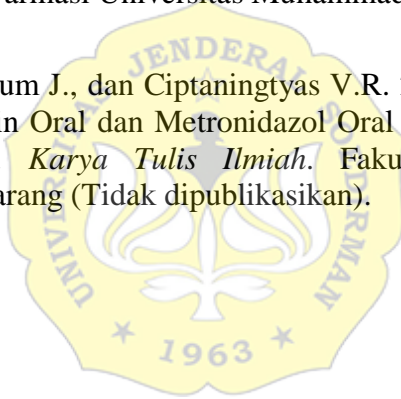 armasi Universitas Muhammad
um J., dan Ciptaningtyas V.R.
n Oral dan Metronidazol Oral
Karya Tulis Ilmiah. Faku
arang (Tidak dipublikasikan).
UNIVERSITAS JENDERAL SOEDIRMAN
1963